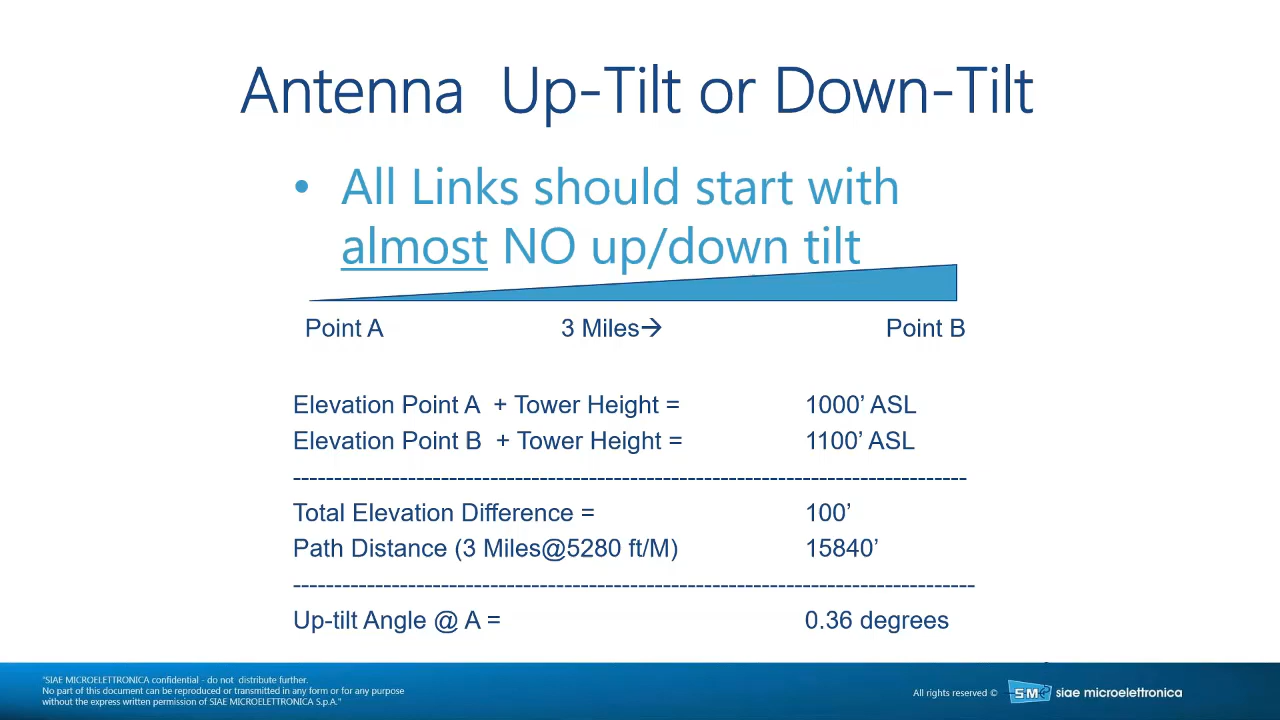 Antenna  Up-Tilt or Down-Tilt
• All Links should start with
almost NO up/down tilt
Point A 3 Miles→ Point B
Elevation Point A  + Tower Height = 1000’ ASL
Elevation Point B  + Tower Height = 1100’ ASL
----------------------------------------------------------------------------------
Total Elevation Difference = 100’
Path Distance (3 Miles@5280 ft/M) 15840’
-----------------------------------------------------------------------------------
Up-tilt Angle @ A = 0.36 degrees
"SIAE MICROELETTRONICA confidential - do not  distribute further.
No part of this document can be reproduced or transmitted in any form or for any purpose
without the express written permission of SIAE MICROELETTRONICA S.p.A."
All rights reserved © SM siae microelettronica